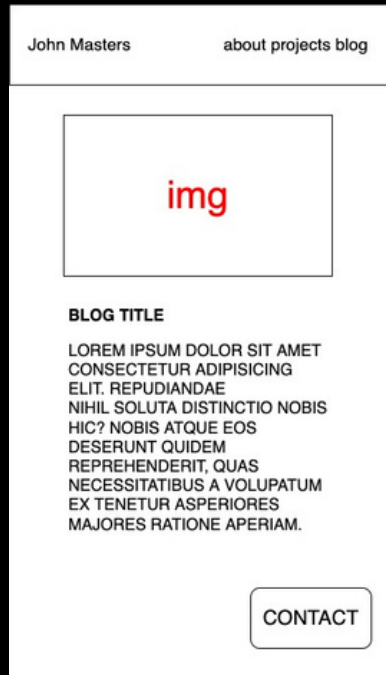 John Masters
about projects blog
img
BLOG TITLE
LOREM IPSUM DOLOR SIT AMET
CONSECTETUR ADIPISICING
ELIT. REPUDIANDAE
NIHIL SOLUTA DISTINCTIO NOBIS
HIC? NOBIS ATQUE EOS
DESERUNT QUIDEM
REPREHENDERIT, QUAS
NECESSITATIBUS A VOLUPATUM
EX TENETUR ASPERIORES
MAJORES RATIONE APERIAM.
CONTACT